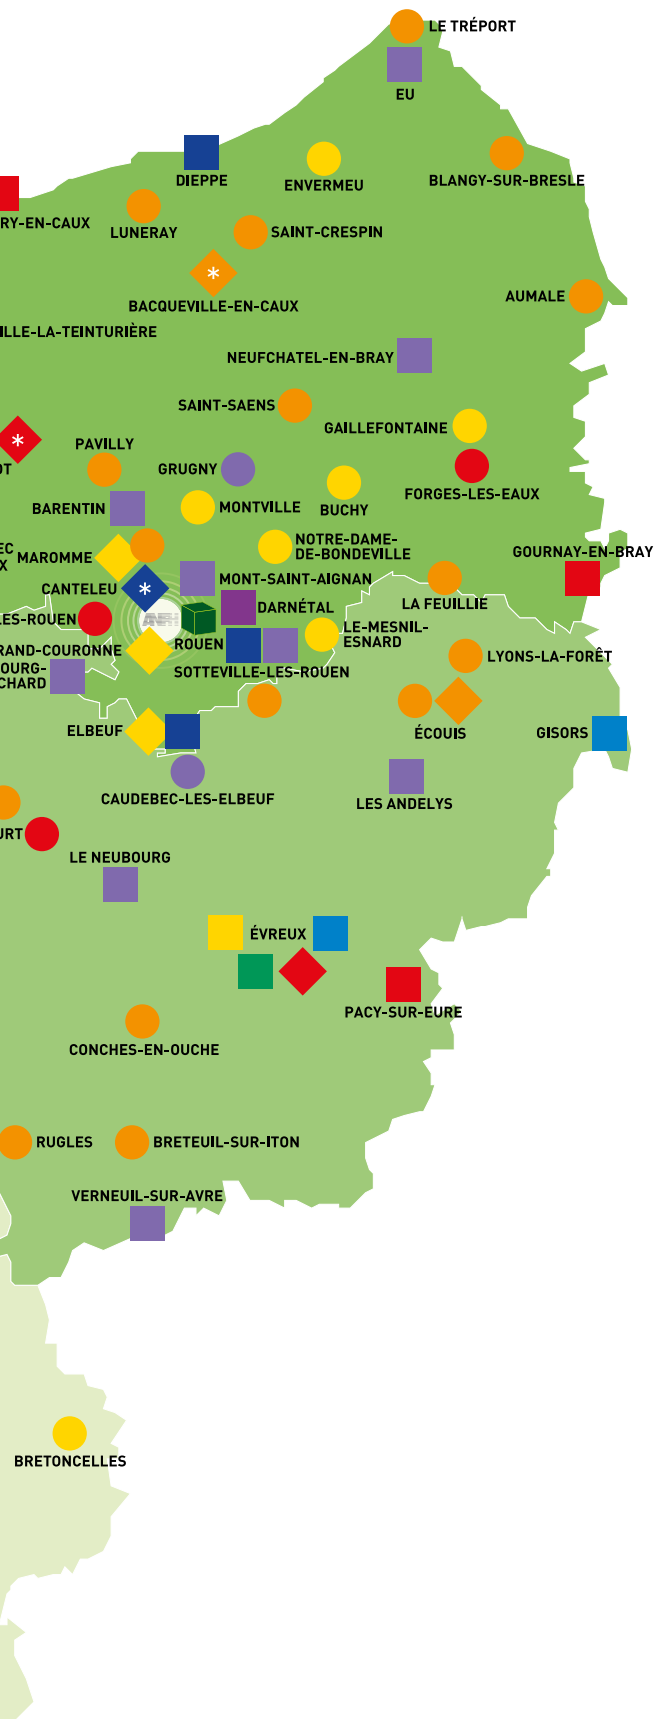 LE TRÉPORT
EU
DIEPPE
ENVERMEU
BLANGY-SUR-BRESLE
RY-EN-CAUX
LUNERAY
SAINT-CRESPIN
*
BACQUEVILLE-EN-CAUX
AUMALE
ILLE-LA-TEINTURIÈRE
NEUFCHATEL-EN-BRAY
SAINT-SAENS
GAILLEFONTAINE
*
OT
PAVILLY
GRUGNY
FORGES-LES-EAUX
BARENTIN
MONTVILLE
BUCHY
NOTRE-DAME-
DE-BONDEVILLE
GOURNAY-EN-BRAY
EC
X
MAROMME
CANTELEU
*
MONT-SAINT-AIGNAN
LA FEUILLIE
DARNÉTAL
LES-ROUEN
ROUEN
LE-MESNIL-
ESNARD
RAND-COURONNE
LYONS-LA-FORÊT
OURG-
CHARD
SOTTEVILLE-LES-ROUEN
ELBEUF
ÉCOUIS
GISORS
CAUDEBEC-LES-ELBEUF
LES ANDELYS
URT
LE NEUBOURG
ÉVREUX
PACY-SUR-EURE
CONCHES-EN-OUCHE
RUGLES
BRETEUIL-SUR-ITON
VERNEUIL-SUR-AVRE
BRETONCELLES